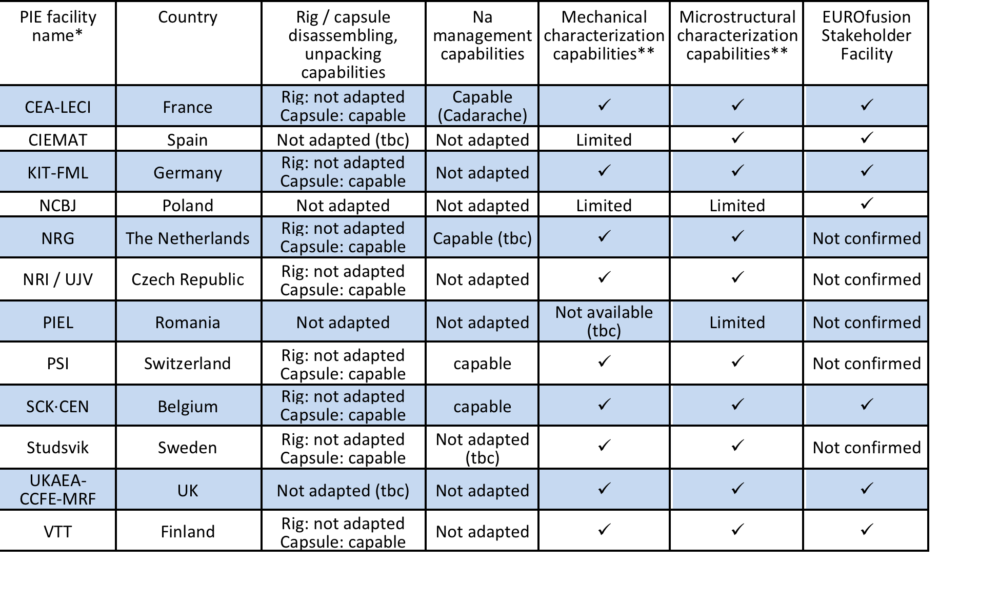 PIE facility
name*
Country
Rig / capsule
disassembling,
unpacking
capabilities
Na
management
capabilities
Mechanical
characterization
capabilities**
Microstructural
characterization
capabilities**
EUROfusion
Stakeholder
Facility
CEA-LECI
France
Rig: not adapted
Capsule: capable
Capable
(Cadarache)
✓
✓
✓
CIEMAT
Spain
Not adapted (tbc)
Not adapted
Limited
✓
✓
KIT-FML
Germany
Rig: not adapted
Capsule: capable
Not adapted
✓
✓
✓
NCBJ
Poland
Not adapted
Not adapted
Limited
Limited
✓
NRG
The Netherlands
Rig: not adapted
Capsule: capable
Capable (tbc)
✓
✓
Not confirmed
NRI / UJV
Czech Republic
Rig: not adapted
Capsule: capable
Not adapted
✓
✓
Not confirmed
PIEL
Romania
Not adapted
Not adapted
Not available
(tbc)
Limited
Not confirmed
PSI
Switzerland
Rig: not adapted
Capsule: capable
capable
✓
✓
Not confirmed
SCK·CEN
Belgium
Rig: not adapted
Capsule: capable
capable
✓
✓
✓
Studsvik
Sweden
Rig: not adapted
Capsule: capable
Not adapted
(tbc)
✓
✓
Not confirmed
UKAEA-
CCFE-MRF
UK
Not adapted (tbc)
Not adapted
✓
✓
✓
VTT
Finland
Rig: not adapted
Capsule: capable
Not adapted
✓
✓
✓